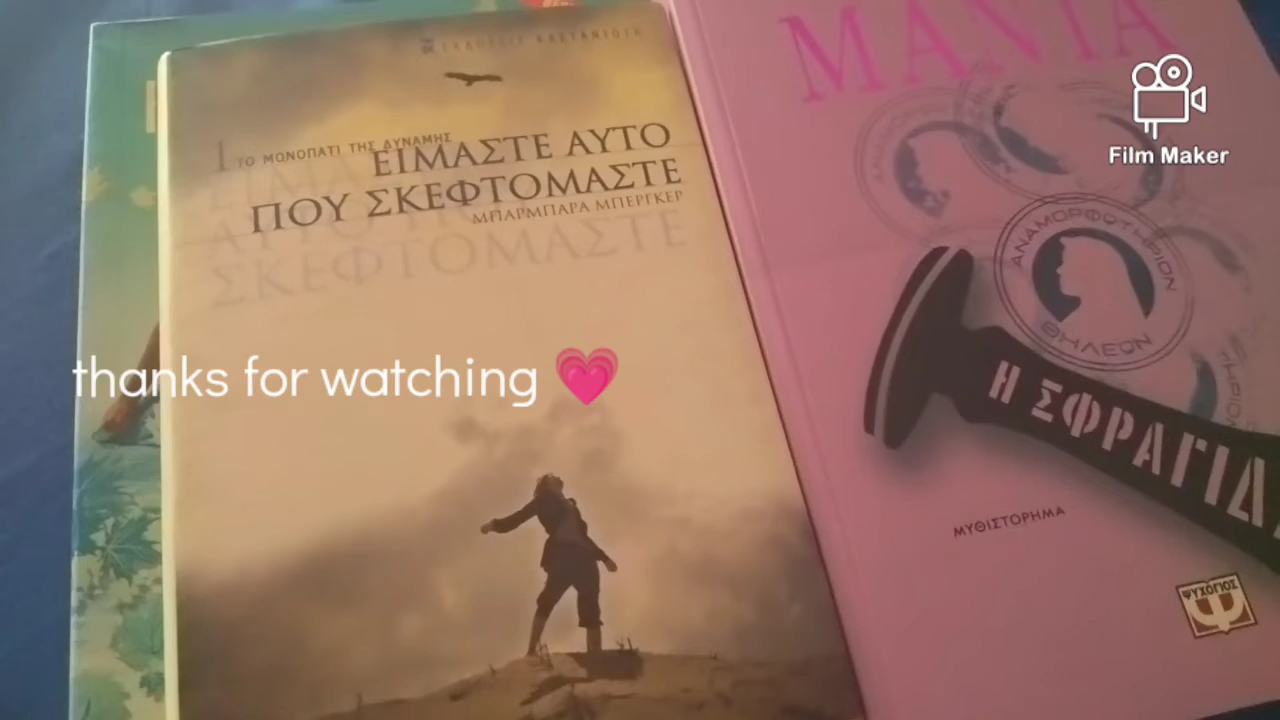 ΕΚΔΟΣΕΙΣ ΚΑΣΤΑΝΙΩΤΗ
1 ΤΟ ΜΟΝΟΠΑΤΙ ΤΗΣ ΔΥΝΑΜΗΣ
ΕΙΜΑΣΤΕ ΑΥΤΟ
ΠΟΥ ΣΚΕΦΤΟΜΑΣΤΕ
ΜΠΑΡΜΠΑΡΑ ΜΠΕΡΓΚΕΡ
ΣΚΕΦΤΟΜΑΣΤΕ
thanks for watching 💗
ΜΑΝΙΑ
ΑΝΑΜΟΡΦΩΤΗΡΙΟΝ
ΘΗΛΕΩΝ
Η ΣΦΡΑΓΙΔ
ΜΥΘΙΣΤΟΡΗΜΑ
ΨΥΧΟΓΙΟΣ
Film Maker